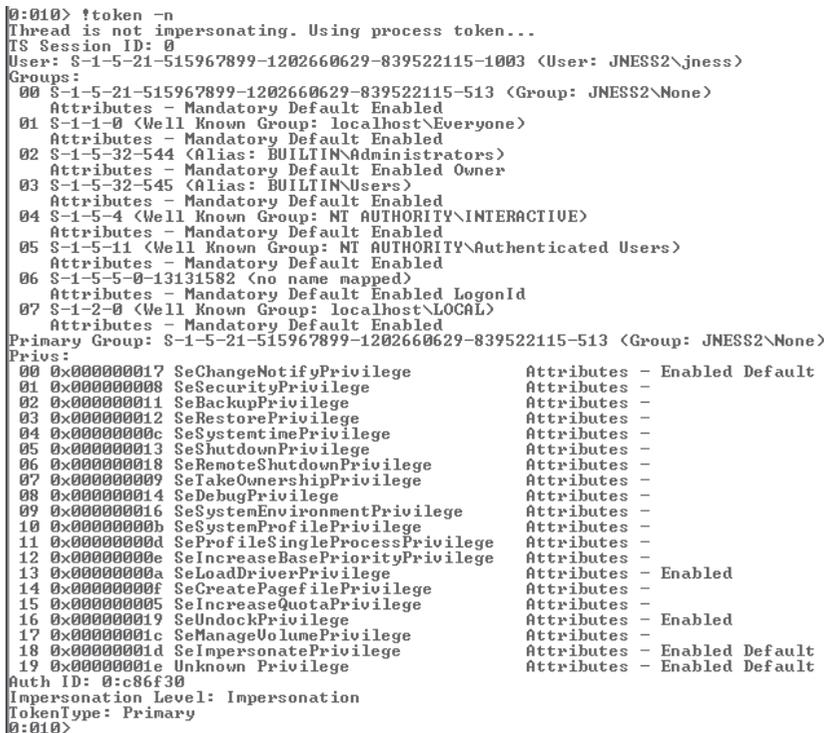 0:010> !token -n
Thread is not impersonating. Using process token...
TS Session ID: 0
User: S-1-5-21-515967899-1202660629-839522115-1003 (User: JNESS2\jness)
Groups:
 00 S-1-5-21-515967899-1202660629-839522115-513 (Group: JNESS2\None)
    Attributes - Mandatory Default Enabled
 01 S-1-1-0 (Well Known Group: localhost\Everyone)
    Attributes - Mandatory Default Enabled
 02 S-1-5-32-544 (Alias: BUILTIN\Administrators)
    Attributes - Mandatory Default Enabled Owner
 03 S-1-5-32-545 (Alias: BUILTIN\Users)
    Attributes - Mandatory Default Enabled
 04 S-1-5-4 (Well Known Group: NT AUTHORITY\INTERACTIVE)
    Attributes - Mandatory Default Enabled
 05 S-1-5-11 (Well Known Group: NT AUTHORITY\Authenticated Users)
    Attributes - Mandatory Default Enabled
 06 S-1-5-5-0-13131582 (no name mapped)
    Attributes - Mandatory Default Enabled LogonId
 07 S-1-2-0 (Well Known Group: localhost\LOCAL)
    Attributes - Mandatory Default Enabled
Primary Group: S-1-5-21-515967899-1202660629-839522115-513 (Group: JNESS2\None)
Privs:
 00 0x000000017 SeChangeNotifyPrivilege Attributes - Enabled Default
 01 0x000000008 SeSecurityPrivilege Attributes -
 02 0x000000011 SeBackupPrivilege Attributes -
 03 0x000000012 SeRestorePrivilege Attributes -
 04 0x00000000c SeSystemtimePrivilege Attributes -
 05 0x000000013 SeShutdownPrivilege Attributes -
 06 0x000000018 SeRemoteShutdownPrivilege Attributes -
 07 0x000000009 SeTakeOwnershipPrivilege Attributes -
 08 0x000000014 SeDebugPrivilege Attributes -
 09 0x000000016 SeSystemEnvironmentPrivilege Attributes -
 10 0x00000000b SeSystemProfilePrivilege Attributes -
 11 0x00000000d SeProfileSingleProcessPrivilege Attributes -
 12 0x00000000e SeIncreaseBasePriorityPrivilege Attributes -
 13 0x00000000a SeLoadDriverPrivilege Attributes - Enabled
 14 0x00000000f SeCreatePagefilePrivilege Attributes -
 15 0x000000005 SeIncreaseQuotaPrivilege Attributes -
 16 0x000000019 SeUndockPrivilege Attributes - Enabled
 17 0x00000001c SeManageVolumePrivilege Attributes -
 18 0x00000001d SeImpersonatePrivilege Attributes - Enabled Default
 19 0x00000001e Unknown Privilege Attributes - Enabled Default
Auth ID: 0:c86f30
Impersonation Level: Impersonation
TokenType: Primary
0:010>